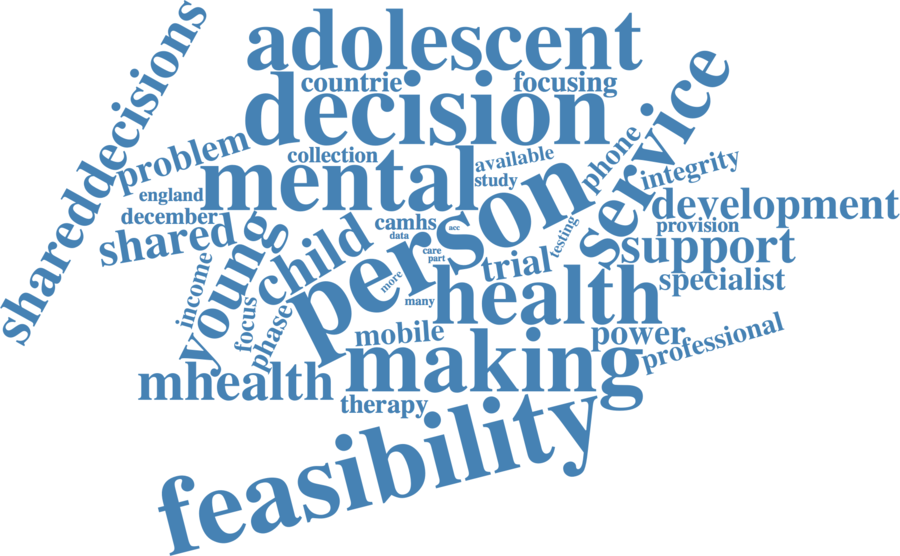 adolescent
countrie
focusing
decision
shareddecisions
service
problem
collection
available
phone
integrity
mental
study
england
december
development
person
camhs
acc
data
testing
provision
shared
young
child
care
part
support
income
trial
specialist
more
many
health
focus
phase
mobile
power
professional
making
mhealth
therapy
feasibility